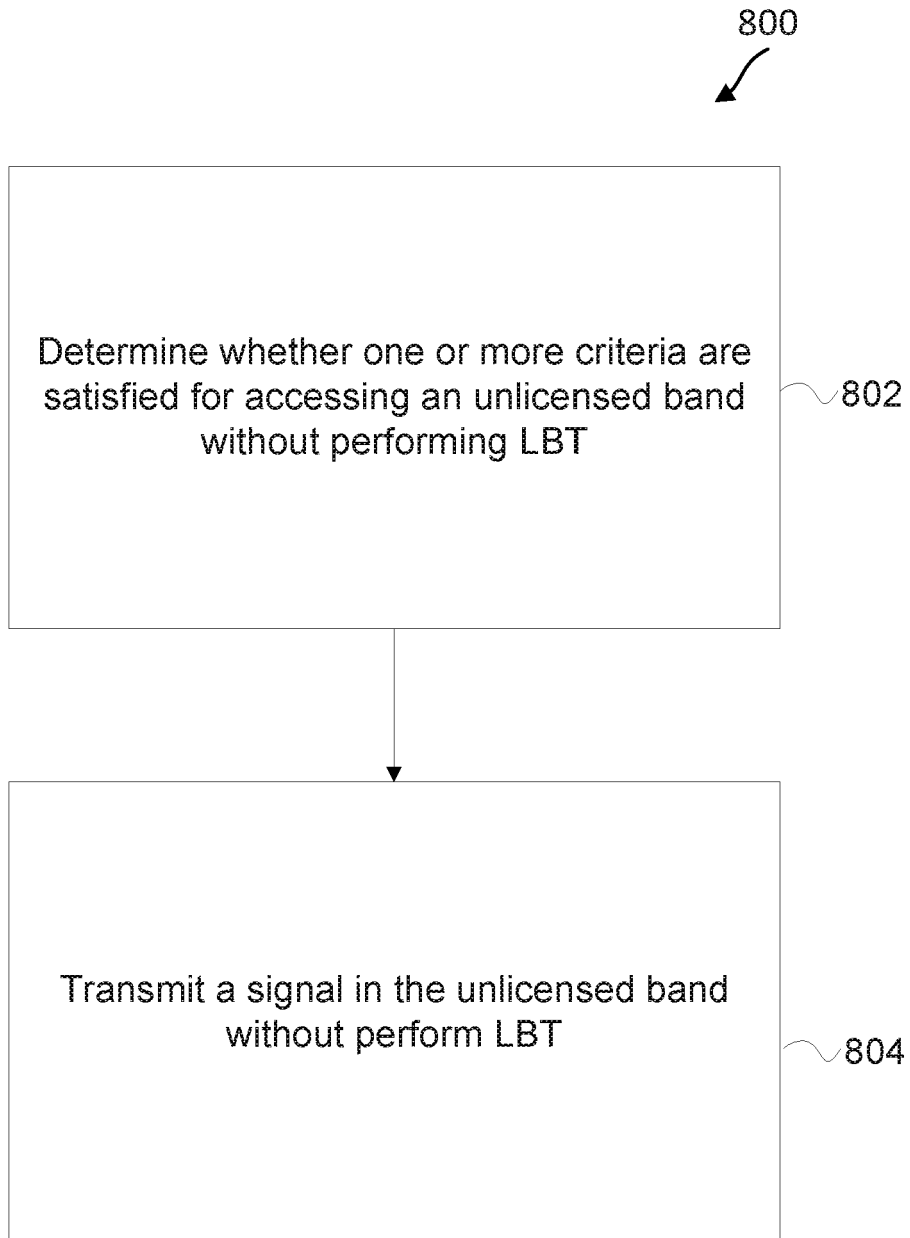 800
Determine whether one or more criteria are
satisfied for accessing an unlicensed band
without performing LBT
802
Transmit a signal in the unlicensed band
without perform LBT
804